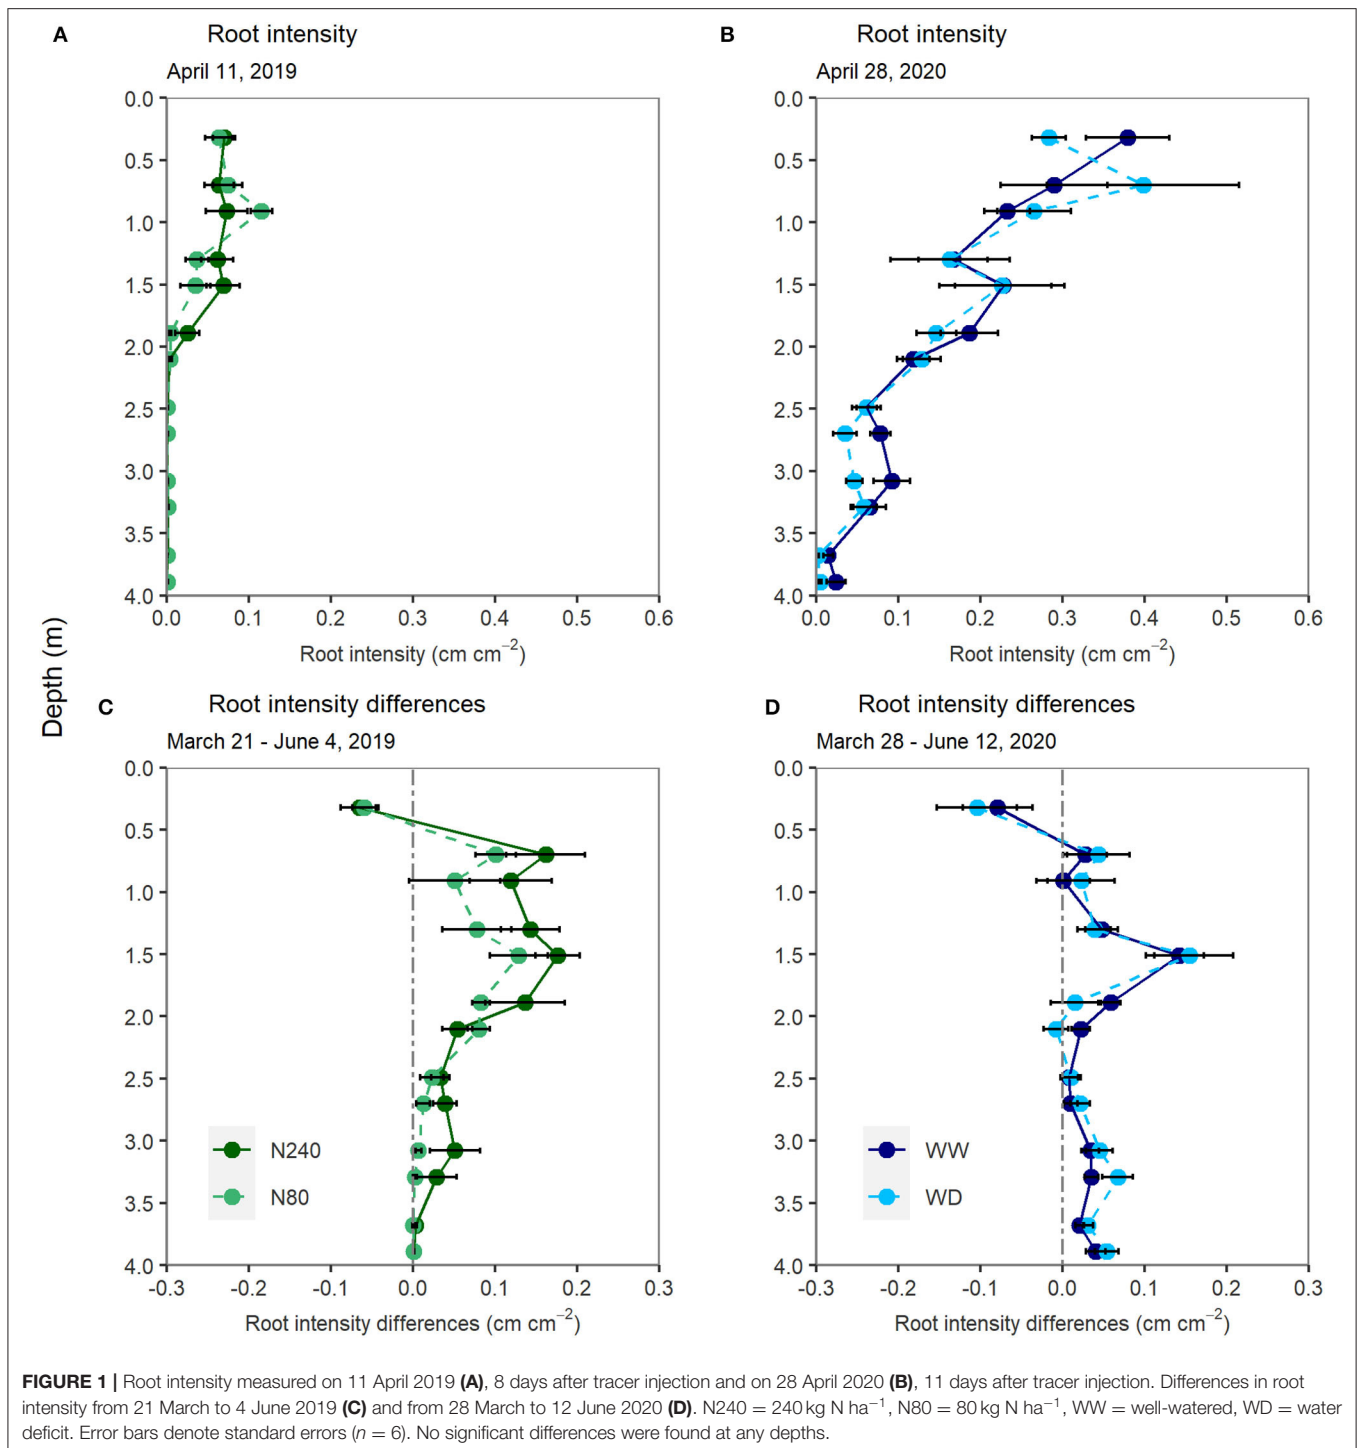 A Root intensity
April 11, 2019
0.0
0.5
1.0
1.5
2.0
2.5
3.0
3.5
4.0
0.0 0.1 0.2 0.3 0.4 0.5 0.6
Root intensity (cm cm⁻²)
B Root intensity
April 28, 2020
0.0
0.5
1.0
1.5
2.0
2.5
3.0
3.5
4.0
0.0 0.1 0.2 0.3 0.4 0.5 0.6
Root intensity (cm cm⁻²)
Depth (m)
C Root intensity differences
March 21 - June 4, 2019
0.0
0.5
1.0
1.5
2.0
2.5
3.0
3.5
4.0
N240
N80
-0.3 -0.2 -0.1 0.0 0.1 0.2 0.3
Root intensity differences (cm cm⁻²)
D Root intensity differences
March 28 - June 12, 2020
0.0
0.5
1.0
1.5
2.0
2.5
3.0
3.5
4.0
WW
WD
-0.3 -0.2 -0.1 0.0 0.1 0.2 0.3
Root intensity differences (cm cm⁻²)
FIGURE 1 | Root intensity measured on 11 April 2019 (A), 8 days after tracer injection and on 28 April 2020 (B), 11 days after tracer injection. Differences in root
intensity from 21 March to 4 June 2019 (C) and from 28 March to 12 June 2020 (D). N240 = 240 kg N ha⁻¹, N80 = 80 kg N ha⁻¹, WW = well-watered, WD = water
deficit. Error bars denote standard errors (n = 6). No significant differences were found at any depths.